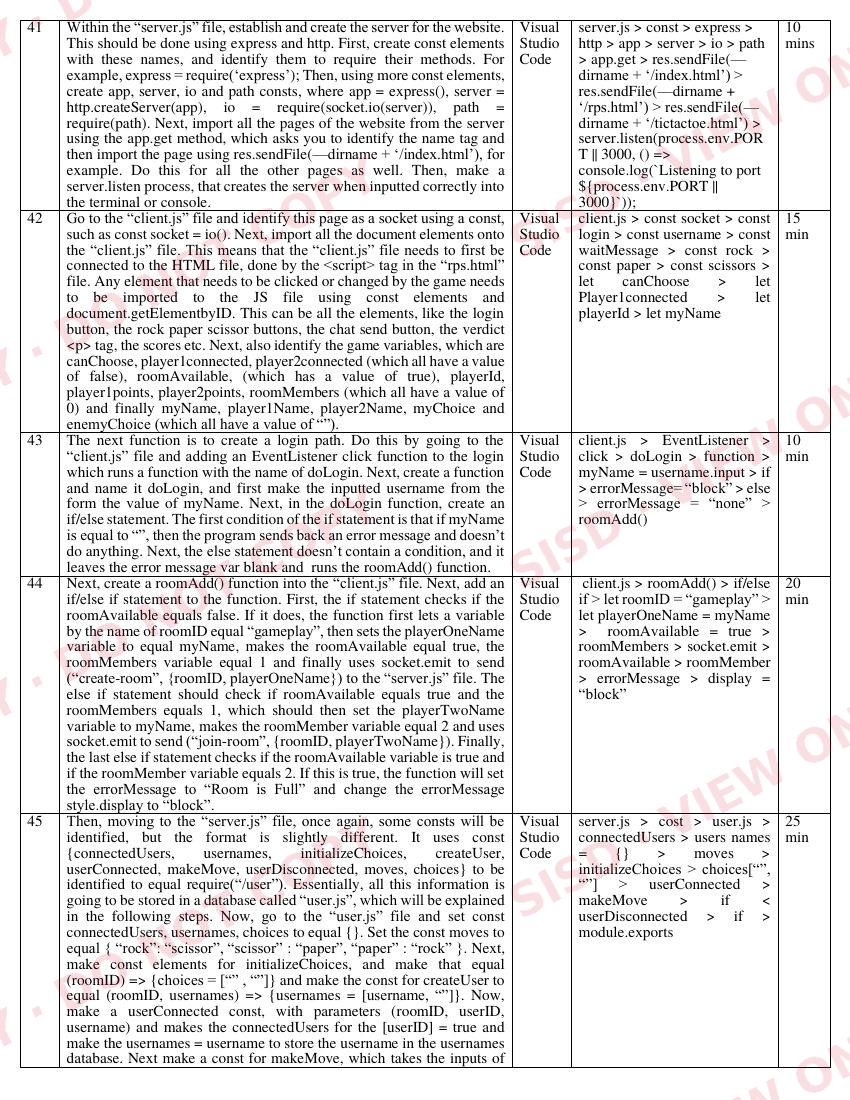 41
Within the “server.js” file, establish and create the server for the website.
This should be done using express and http. First, create const elements
with these names, and identify them to require their methods. For
example, express = require(‘express’); Then, using more const elements,
create app, server, io and path consts, where app = express(), server =
http.createServer(app), io = require(socket.io(server)), path =
require(path). Next, import all the pages of the website from the server
using the app.get method, which asks you to identify the name tag and
then import the page using res.sendFile(—dirname + ‘/index.html’), for
example. Do this for all the other pages as well. Then, make a
server.listen process, that creates the server when inputted correctly into
the terminal or console.
Visual
Studio
Code
server.js > const > express >
http > app > server > io > path
> app.get > res.sendFile(—
dirname + ‘/index.html’) >
res.sendFile(—dirname +
‘/rps.html’) > res.sendFile(—
dirname + ‘/tictactoe.html’) >
server.listen(process.env.POR
T || 3000, () =>
console.log(`Listening to port
${process.env.PORT ||
3000}`));
10
mins
42
Go to the “client.js” file and identify this page as a socket using a const,
such as const socket = io(). Next, import all the document elements onto
the “client.js” file. This means that the “client.js” file needs to first be
connected to the HTML file, done by the <script> tag in the “rps.html”
file. Any element that needs to be clicked or changed by the game needs
to be imported to the JS file using const elements and
document.getElementbyID. This can be all the elements, like the login
button, the rock paper scissor buttons, the chat send button, the verdict
<p> tag, the scores etc. Next, also identify the game variables, which are
canChoose, player1connected, player2connected (which all have a value
of false), roomAvailable, (which has a value of true), playerId,
player1points, player2points, roomMembers (which all have a value of
0) and finally myName, player1Name, player2Name, myChoice and
enemyChoice (which all have a value of “”).
Visual
Studio
Code
client.js > const socket > const
login > const username > const
waitMessage > const rock >
const paper > const scissors >
let canChoose > let
Player1connected > let
playerId > let myName
15
min
43
The next function is to create a login path. Do this by going to the
“client.js” file and adding an EventListener click function to the login
which runs a function with the name of doLogin. Next, create a function
and name it doLogin, and first make the inputted username from the
form the value of myName. Next, in the doLogin function, create an
if/else statement. The first condition of the if statement is that if myName
is equal to “”, then the program sends back an error message and doesn’t
do anything. Next, the else statement doesn’t contain a condition, and it
leaves the error message var blank and runs the roomAdd() function.
Visual
Studio
Code
client.js > EventListener >
click > doLogin > function >
myName = username.input > if
> errorMessage= “block” > else
> errorMessage = “none” >
roomAdd()
10
min
44
Next, create a roomAdd() function into the “client.js” file. Next, add an
if/else if statement to the function. First, the if statement checks if the
roomAvailable equals false. If it does, the function first lets a variable
by the name of roomID equal “gameplay”, then sets the playerOneName
variable to equal myName, makes the roomAvailable equal true, the
roomMembers variable equal 1 and finally uses socket.emit to send
(“create-room”, {roomID, playerOneName}) to the “server.js” file. The
else if statement should check if roomAvailable equals true and the
roomMembers equals 1, which should then set the playerTwoName
variable to myName, makes the roomMember variable equal 2 and uses
socket.emit to send (“join-room”, {roomID, playerTwoName}). Finally,
the last else if statement checks if the roomAvailable variable is true and
if the roomMember variable equals 2. If this is true, the function will set
the errorMessage to “Room is Full” and change the errorMessage
style.display to “block”.
Visual
Studio
Code
client.js > roomAdd() > if/else
if > let roomID = “gameplay” >
let playerOneName = myName
> roomAvailable = true >
roomMembers > socket.emit >
roomAvailable > roomMember
> errorMessage > display =
“block”
20
min
45
Then, moving to the “server.js” file, once again, some consts will be
identified, but the format is slightly different. It uses const
{connectedUsers, usernames, initializeChoices, createUser,
userConnected, makeMove, userDisconnected, moves, choices} to be
identified to equal require(“/user”). Essentially, all this information is
going to be stored in a database called “user.js”, which will be explained
in the following steps. Now, go to the “user.js” file and set const
connectedUsers, usernames, choices to equal {}. Set the const moves to
equal { “rock”: “scissor”, “scissor” : “paper”, “paper” : “rock” }. Next,
make const elements for initializeChoices, and make that equal
(roomID) => {choices = [“” , “”]} and make the const for createUser to
equal (roomID, usernames) => {usernames = [username, “”]}. Now,
make a userConnected const, with parameters (roomID, userID,
username) and makes the connectedUsers for the [userID] = true and
make the usernames = username to store the username in the usernames
database. Next make a const for makeMove, which takes the inputs of
Visual
Studio
Code
server.js > cost > user.js >
connectedUsers > users names
= {} > moves >
initializeChoices > choices[“”,
“”] > userConnected >
makeMove > if <
userDisconnected > if >
module.exports
25
min